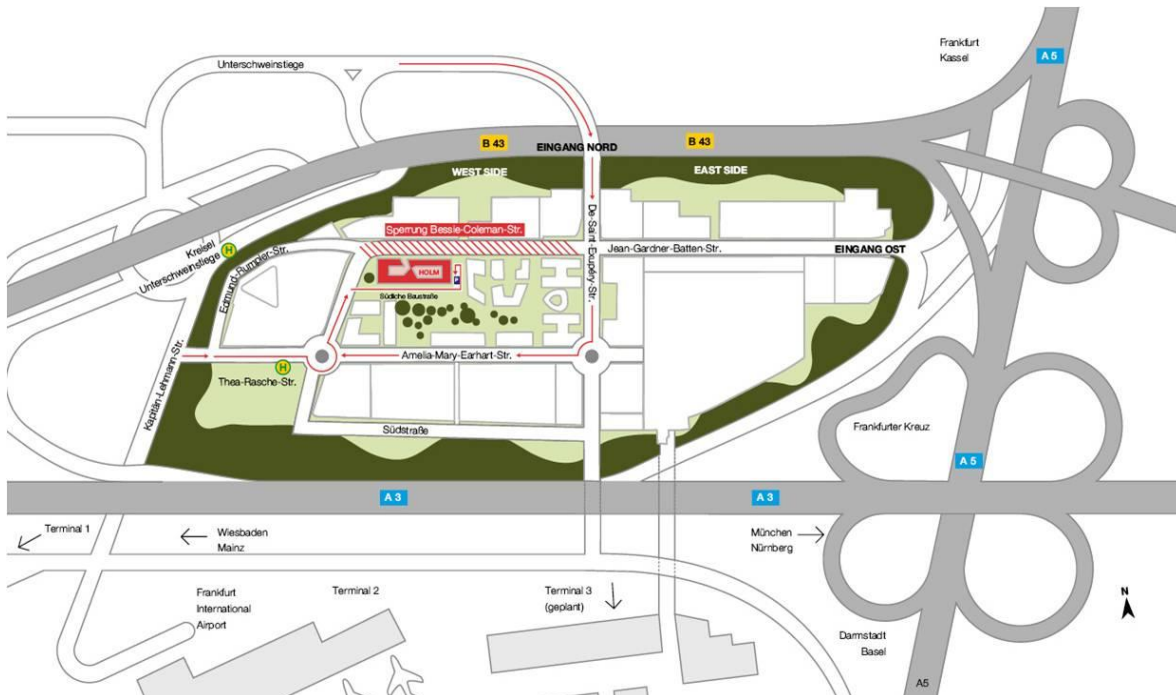 Frankfurt
Kassel
A 5
Unterschweinstiege
B 43
EINGANG NORD
B 43
WEST SIDE
EAST SIDE
Sperrung Bessie-Coleman-Str.
De-Saint-Exupéry-Str.
Jean-Gardner-Batten-Str.
EINGANG OST
Kreisel
Unterschweinstiege
H
Edmund-Rumpler-Str.
HOLM
P
Südliche Baustraße
Amelia-Mary-Earhart-Str.
H
Thea-Rasche-Str.
Kapitän-Lehmann-Str.
Südstraße
Frankfurter Kreuz
A 5
A 3
A 3
Terminal 1
Wiesbaden
Mainz
München
Nürnberg
Frankfurt
International
Airport
Terminal 2
Terminal 3
(geplant)
N
Darmstadt
Basel
A5